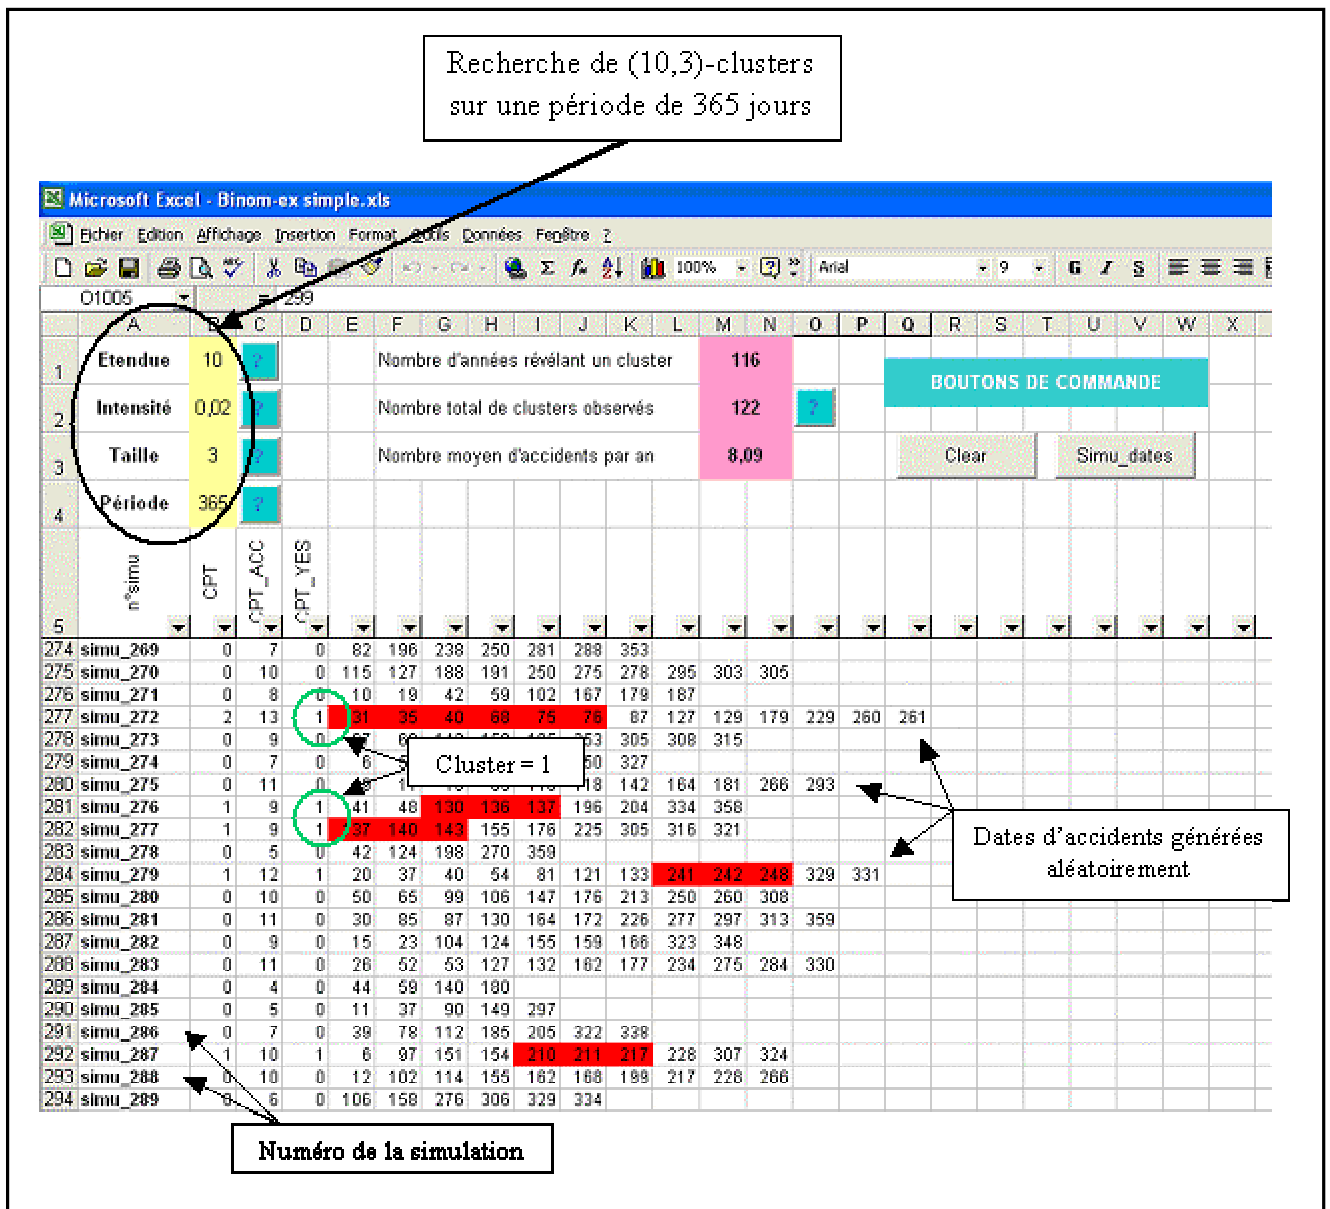 Recherche de (10,3)-clusters
sur une période de 365 jours
Microsoft Excel - Binom-ex simple.xls
Fichier Edition Affichage Insertion Format Outils Données Fenêtre ?
100% Arial 9 G I S
O1005 = 299
A B C D E F G H I J K L M N O P Q R S T U V W X
1 Etendue 10 ? Nombre d'années révélant un cluster 116
BOUTONS DE COMMANDE
2 Intensité 0,02 ? Nombre total de clusters observés 122 ?
3 Taille 3 ? Nombre moyen d'accidents par an 8,09 Clear Simu_dates
4 Période 365 ?
5 n°simu CPT CPT_ACC CPT_YES
274 simu_269 0 7 0 82 196 238 250 281 288 353
275 simu_270 0 10 0 115 127 188 191 250 275 278 295 303 305
276 simu_271 0 8 0 10 19 42 59 102 167 179 187
277 simu_272 2 13 1 31 35 40 68 75 76 87 127 129 179 229 260 261
278 simu_273 0 9 0 305 308 315
279 simu_274 0 7 0 6 327
280 simu_275 0 11 0 142 164 181 266 293
Cluster = 1
281 simu_276 1 9 1 41 48 130 136 137 196 204 334 358
282 simu_277 1 9 1 137 140 143 155 176 225 305 316 321
283 simu_278 0 5 0 42 124 198 270 359
284 simu_279 1 12 1 20 37 40 54 81 121 133 241 242 248 329 331
Dates d'accidents générées
aléatoirement
285 simu_280 0 10 0 50 65 99 106 147 176 213 250 260 308
286 simu_281 0 11 0 30 85 87 130 164 172 226 277 297 313 359
287 simu_282 0 9 0 15 23 104 124 155 159 166 323 348
288 simu_283 0 11 0 26 52 53 127 132 162 177 234 275 284 330
289 simu_284 0 4 0 44 59 140 180
290 simu_285 0 5 0 11 37 90 149 297
291 simu_286 0 7 0 39 78 112 185 205 322 338
292 simu_287 1 10 1 6 97 151 154 210 211 217 228 307 324
293 simu_288 0 10 0 12 102 114 155 162 168 199 217 228 266
294 simu_289 0 6 0 106 158 276 306 329 334
Numéro de la simulation